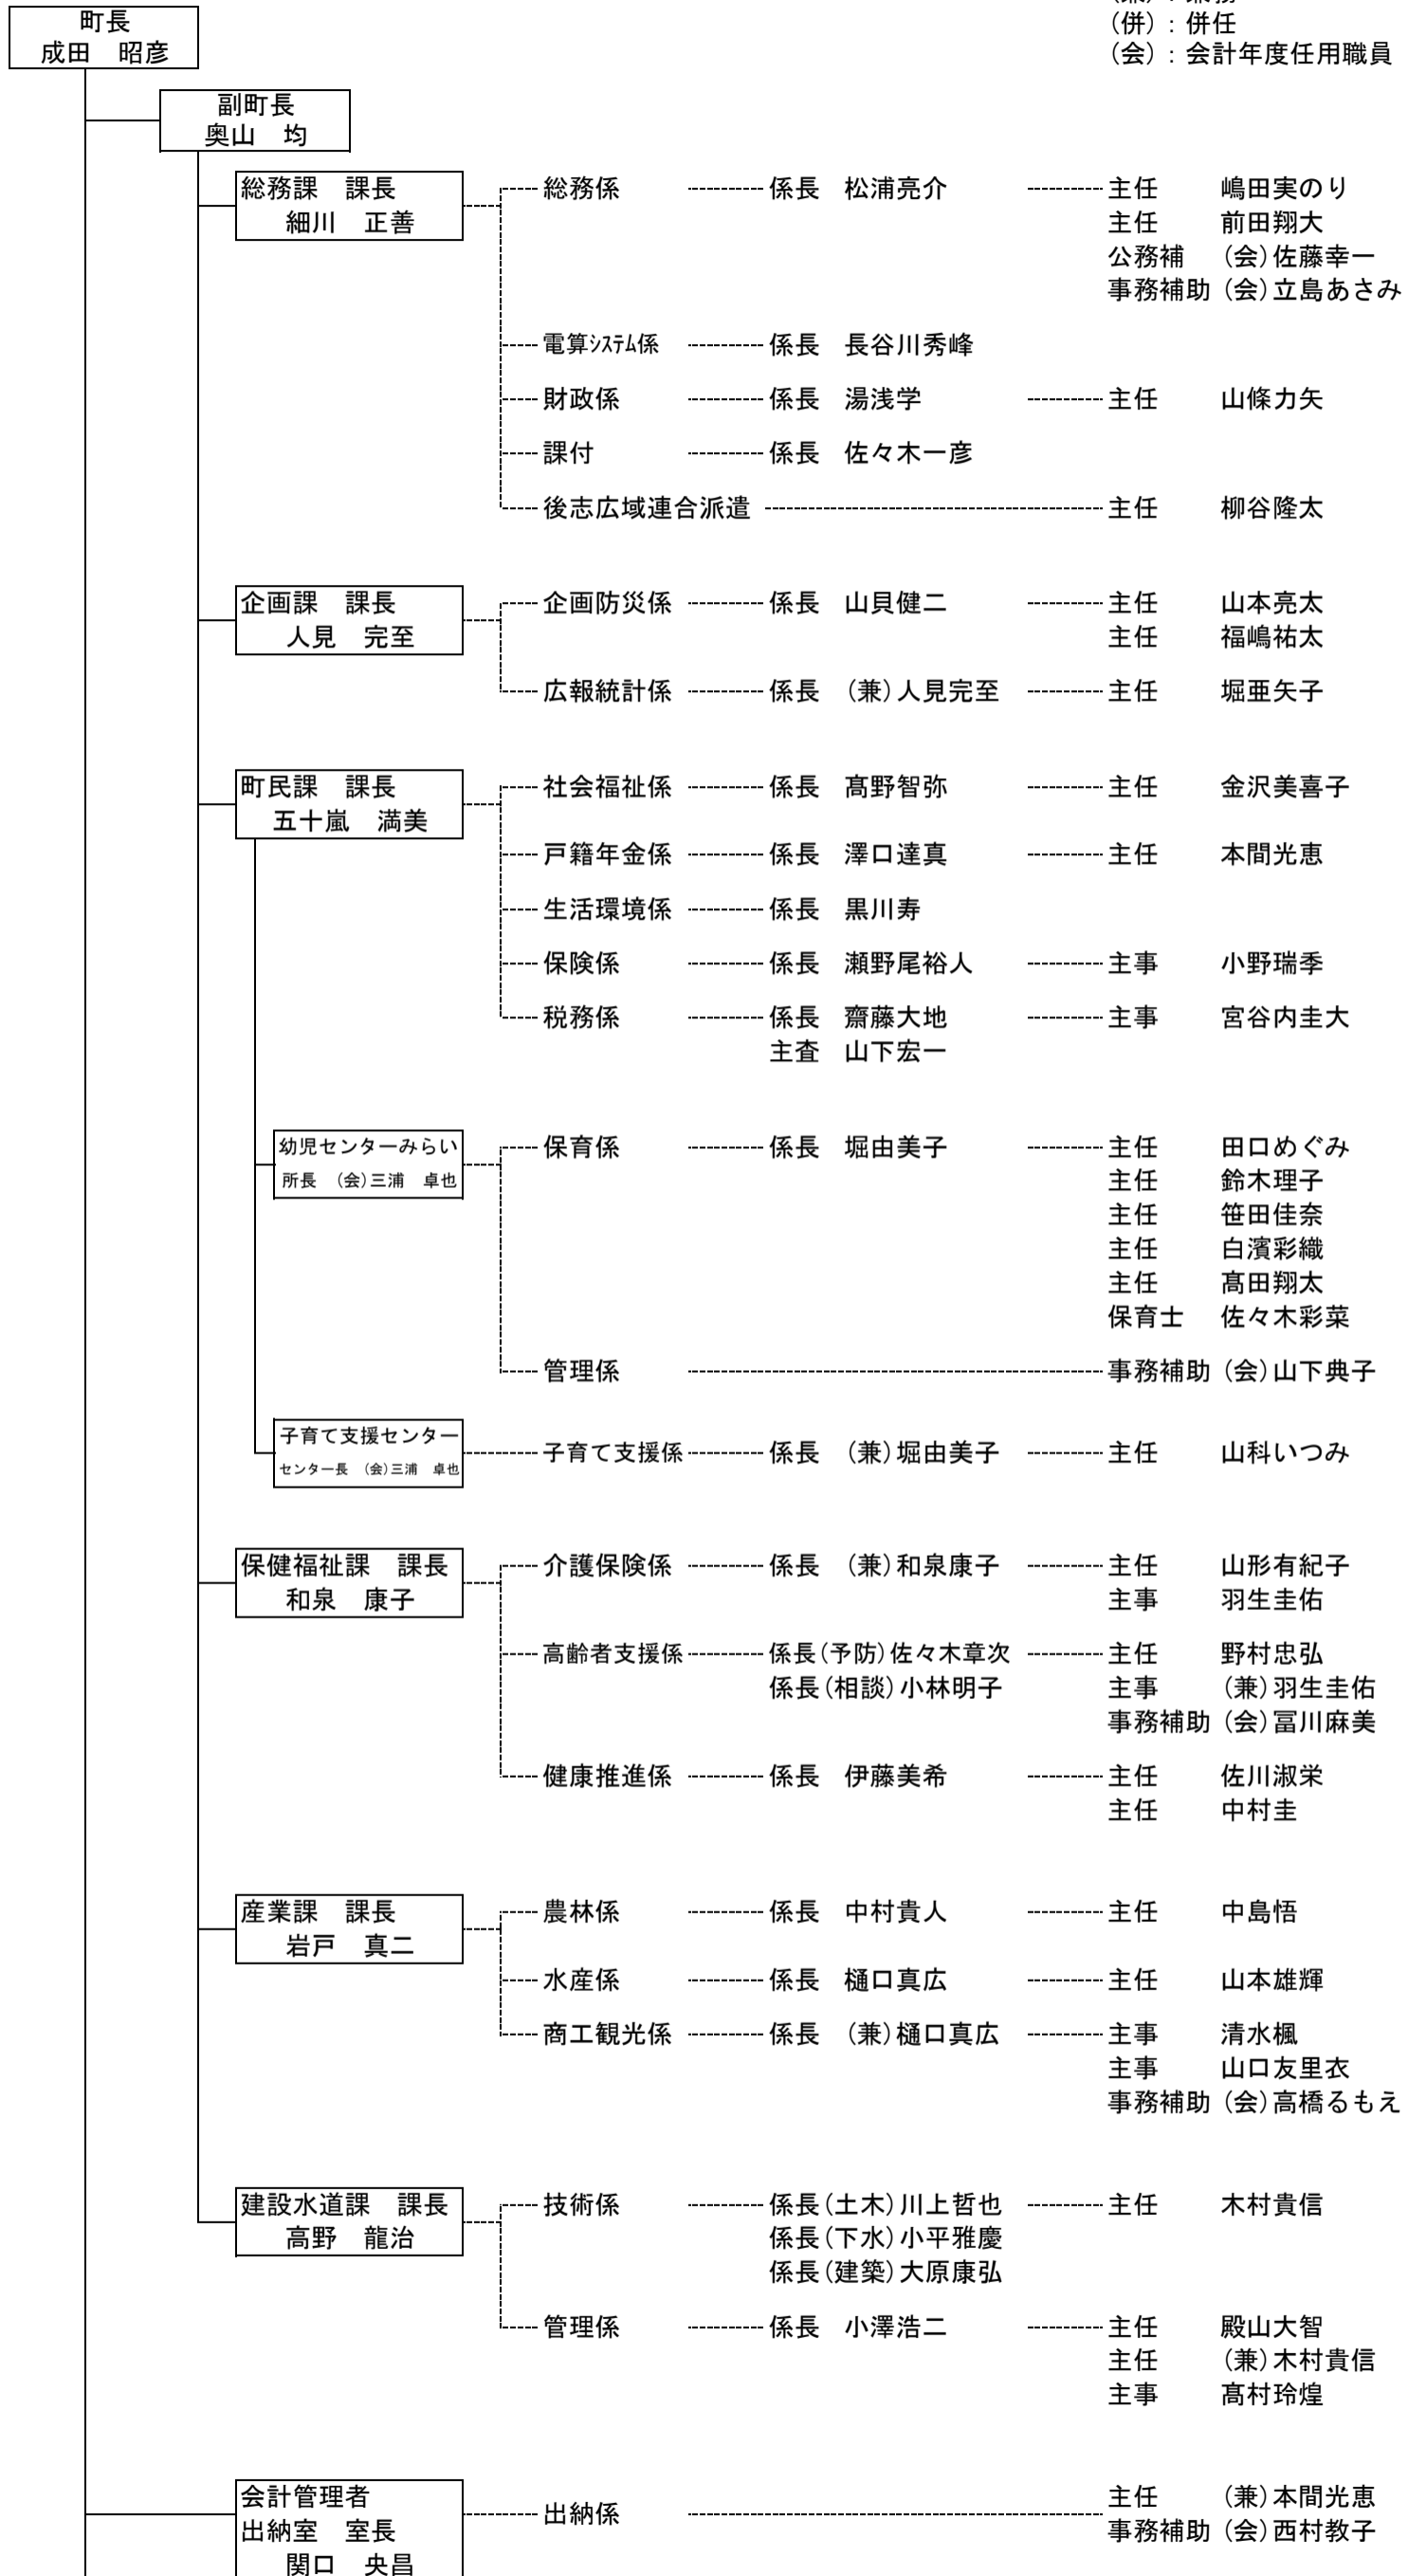 町長
成田　昭彦
（併）：併任
（会）：会計年度任用職員
副町長
奥山　均
総務課　課長
細川　正善
総務係　係長　松浦亮介　主任　嶋田実のり
主任　前田翔大
公務補　（会）佐藤幸一
事務補助　（会）立島あさみ
電算ｼｽﾃﾑ係　係長　長谷川秀峰
財政係　係長　湯浅学　主任　山條力矢
課付　係長　佐々木一彦
後志広域連合派遣　主任　柳谷隆太
企画課　課長
人見　完至
企画防災係　係長　山貝健二　主任　山本亮太
主任　福嶋祐太
広報統計係　係長　（兼）人見完至　主任　堀亜矢子
町民課　課長
五十嵐　満美
社会福祉係　係長　髙野智弥　主任　金沢美喜子
戸籍年金係　係長　澤口達真　主任　本間光恵
生活環境係　係長　黒川寿
保険係　係長　瀬野尾裕人　主事　小野瑞季
税務係　係長　齋藤大地　主事　宮谷内圭大
主査　山下宏一
幼児センターみらい
所長　（会）三浦　卓也
保育係　係長　堀由美子　主任　田口めぐみ
主任　鈴木理子
主任　笹田佳奈
主任　白濱彩織
主任　髙田翔太
保育士　佐々木彩菜
管理係　事務補助　（会）山下典子
子育て支援センター
センター長　（会）三浦　卓也
子育て支援係　係長　（兼）堀由美子　主任　山科いつみ
保健福祉課　課長
和泉　康子
介護保険係　係長　（兼）和泉康子　主任　山形有紀子
主事　羽生圭佑
高齢者支援係　係長（予防）佐々木章次　主任　野村忠弘
係長（相談）小林明子　主事　（兼）羽生圭佑
事務補助　（会）冨川麻美
健康推進係　係長　伊藤美希　主任　佐川淑栄
主任　中村圭
産業課　課長
岩戸　真二
農林係　係長　中村貴人　主任　中島悟
水産係　係長　樋口真広　主任　山本雄輝
商工観光係　係長　（兼）樋口真広　主事　清水楓
主事　山口友里衣
事務補助　（会）高橋るもえ
建設水道課　課長
高野　龍治
技術係　係長（土木）川上哲也　主任　木村貴信
係長（下水）小平雅慶
係長（建築）大原康弘
管理係　係長　小澤浩二　主任　殿山大智
主任　（兼）木村貴信
主事　髙村玲煌
会計管理者
出納室　室長
関口　央昌
出納係　主任　（兼）本間光恵
事務補助　（会）西村教子